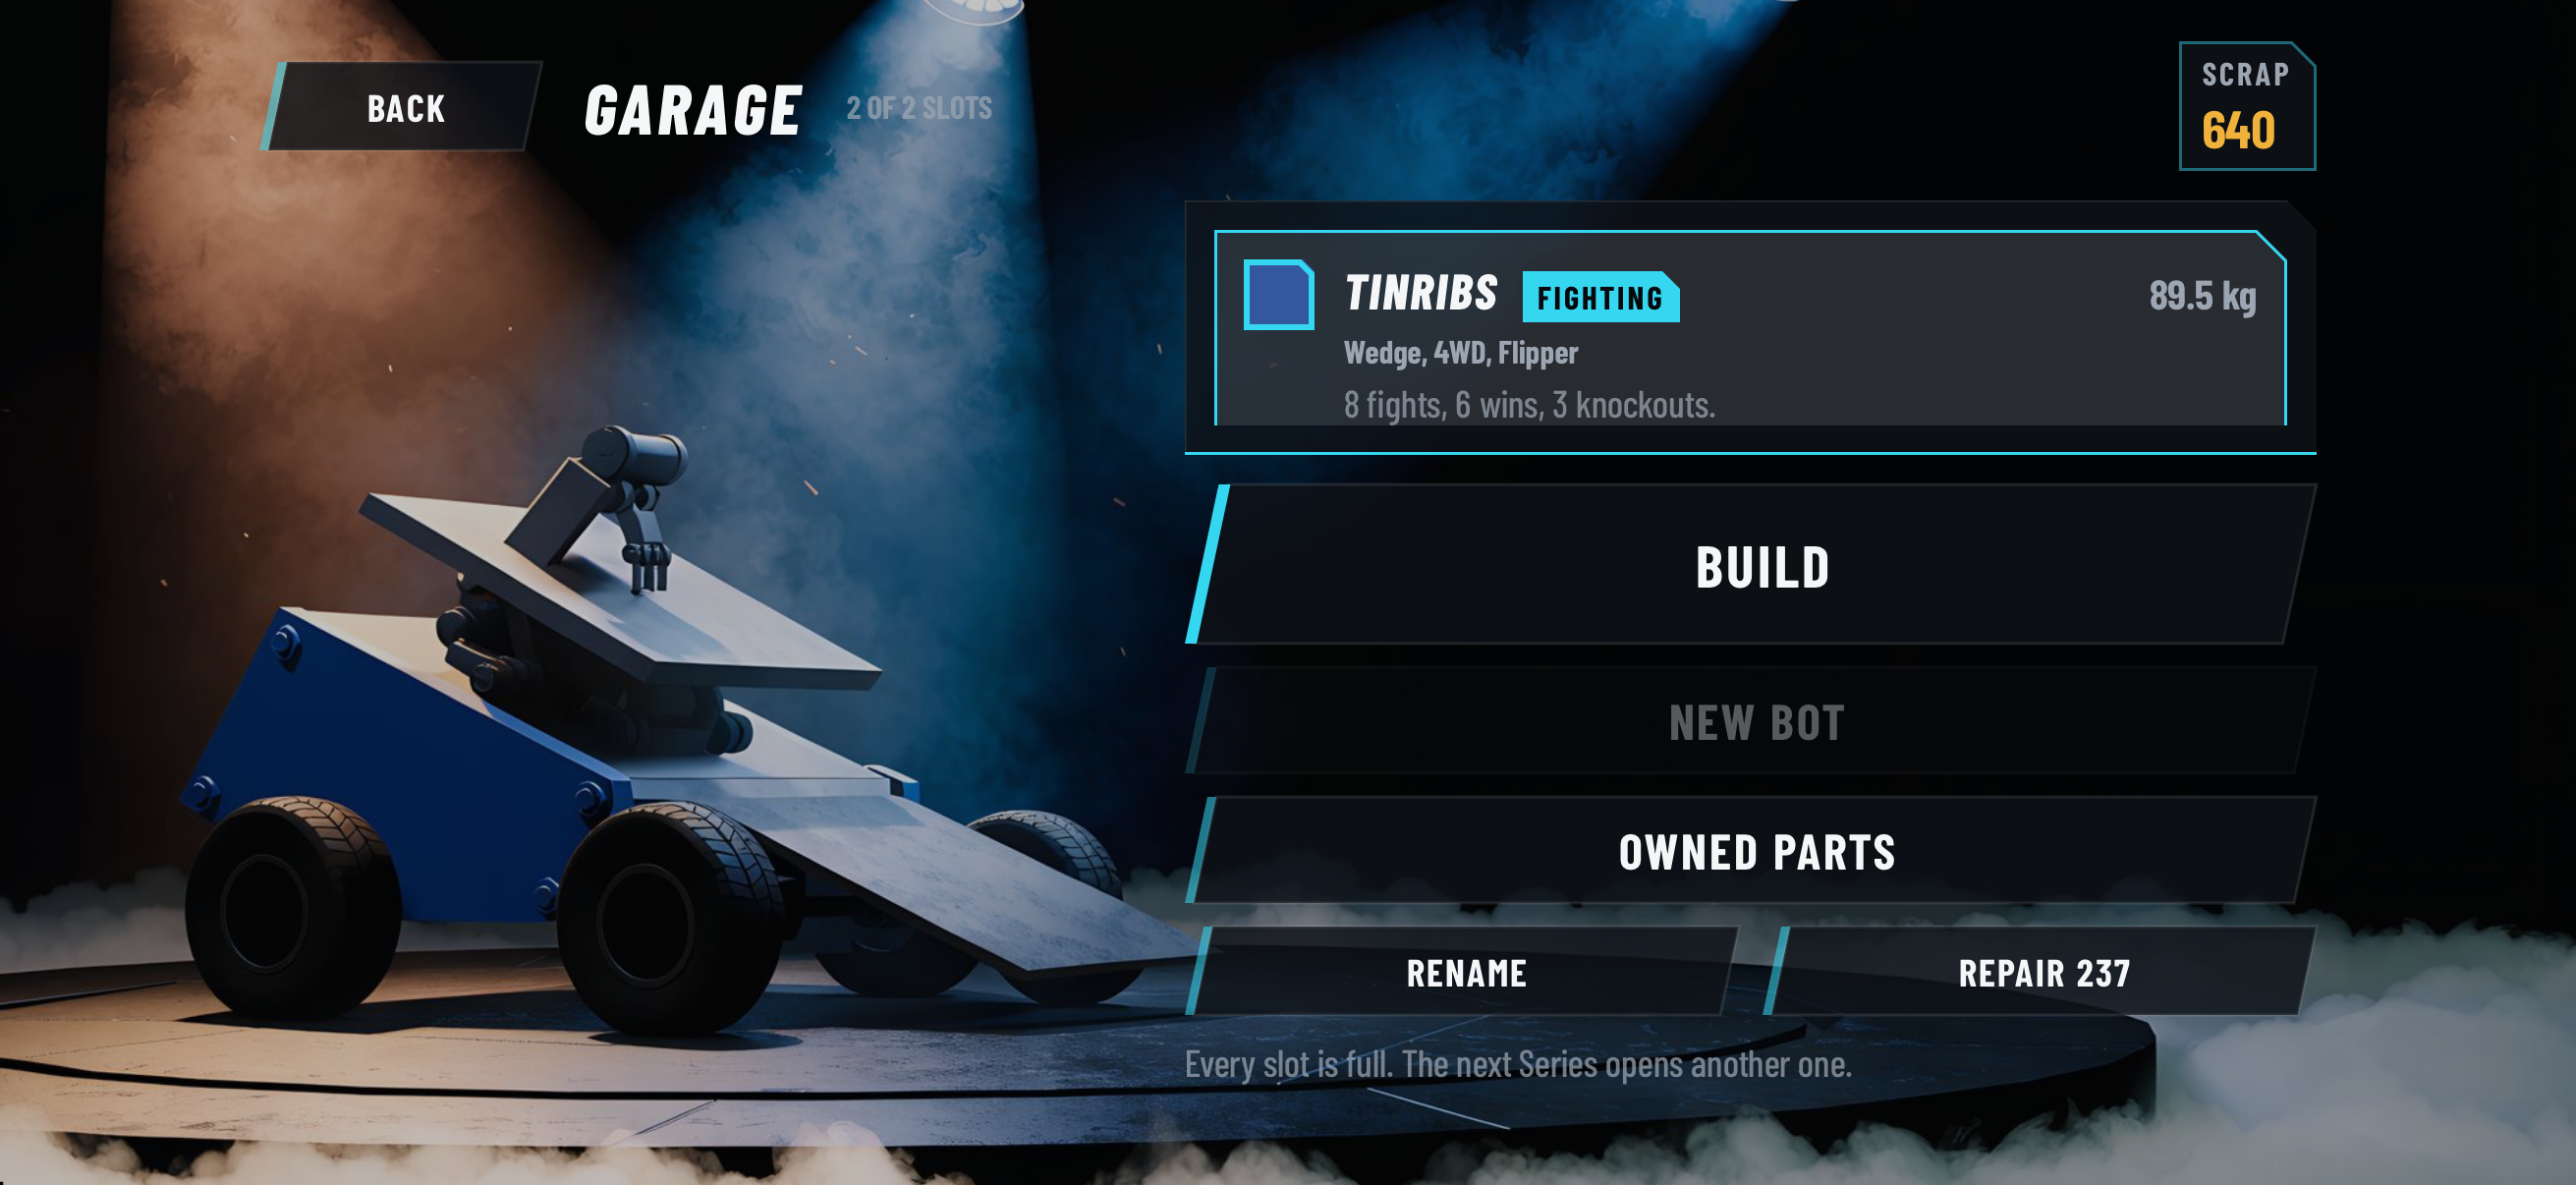 BACK
GARAGE
2 OF 2 SLOTS
SCRAP
640
TINRIBS
FIGHTING
89.5 kg
Wedge, 4WD, Flipper
8 fights, 6 wins, 3 knockouts.
BUILD
NEW BOT
OWNED PARTS
RENAME
REPAIR 237
Every slot is full. The next Series opens another one.